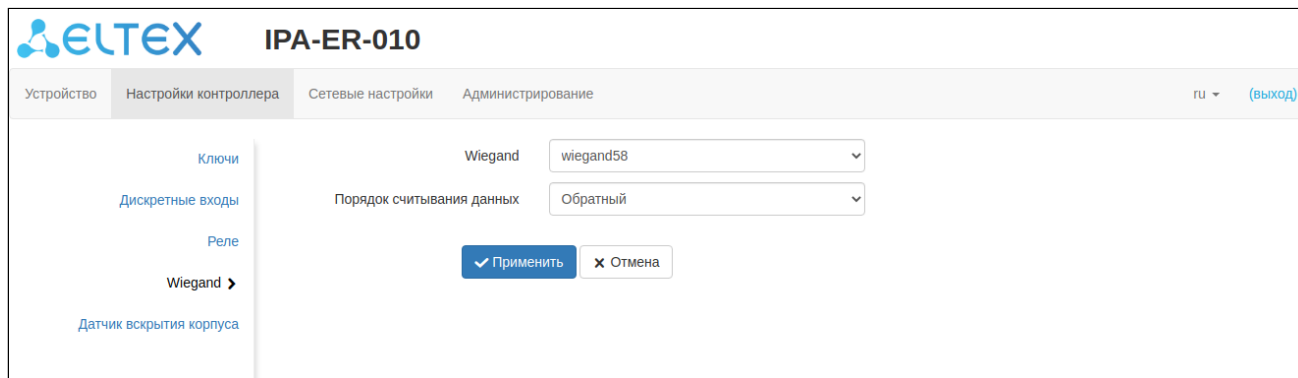 ELTEX IPA-ER-010
Устройство Настройки контроллера Сетевые настройки Администрирование ru (выход)
Ключи Wiegand wiegand58
Дискретные входы Порядок считывания данных Обратный
Реле
Применить Отмена
Wiegand
Датчик вскрытия корпуса